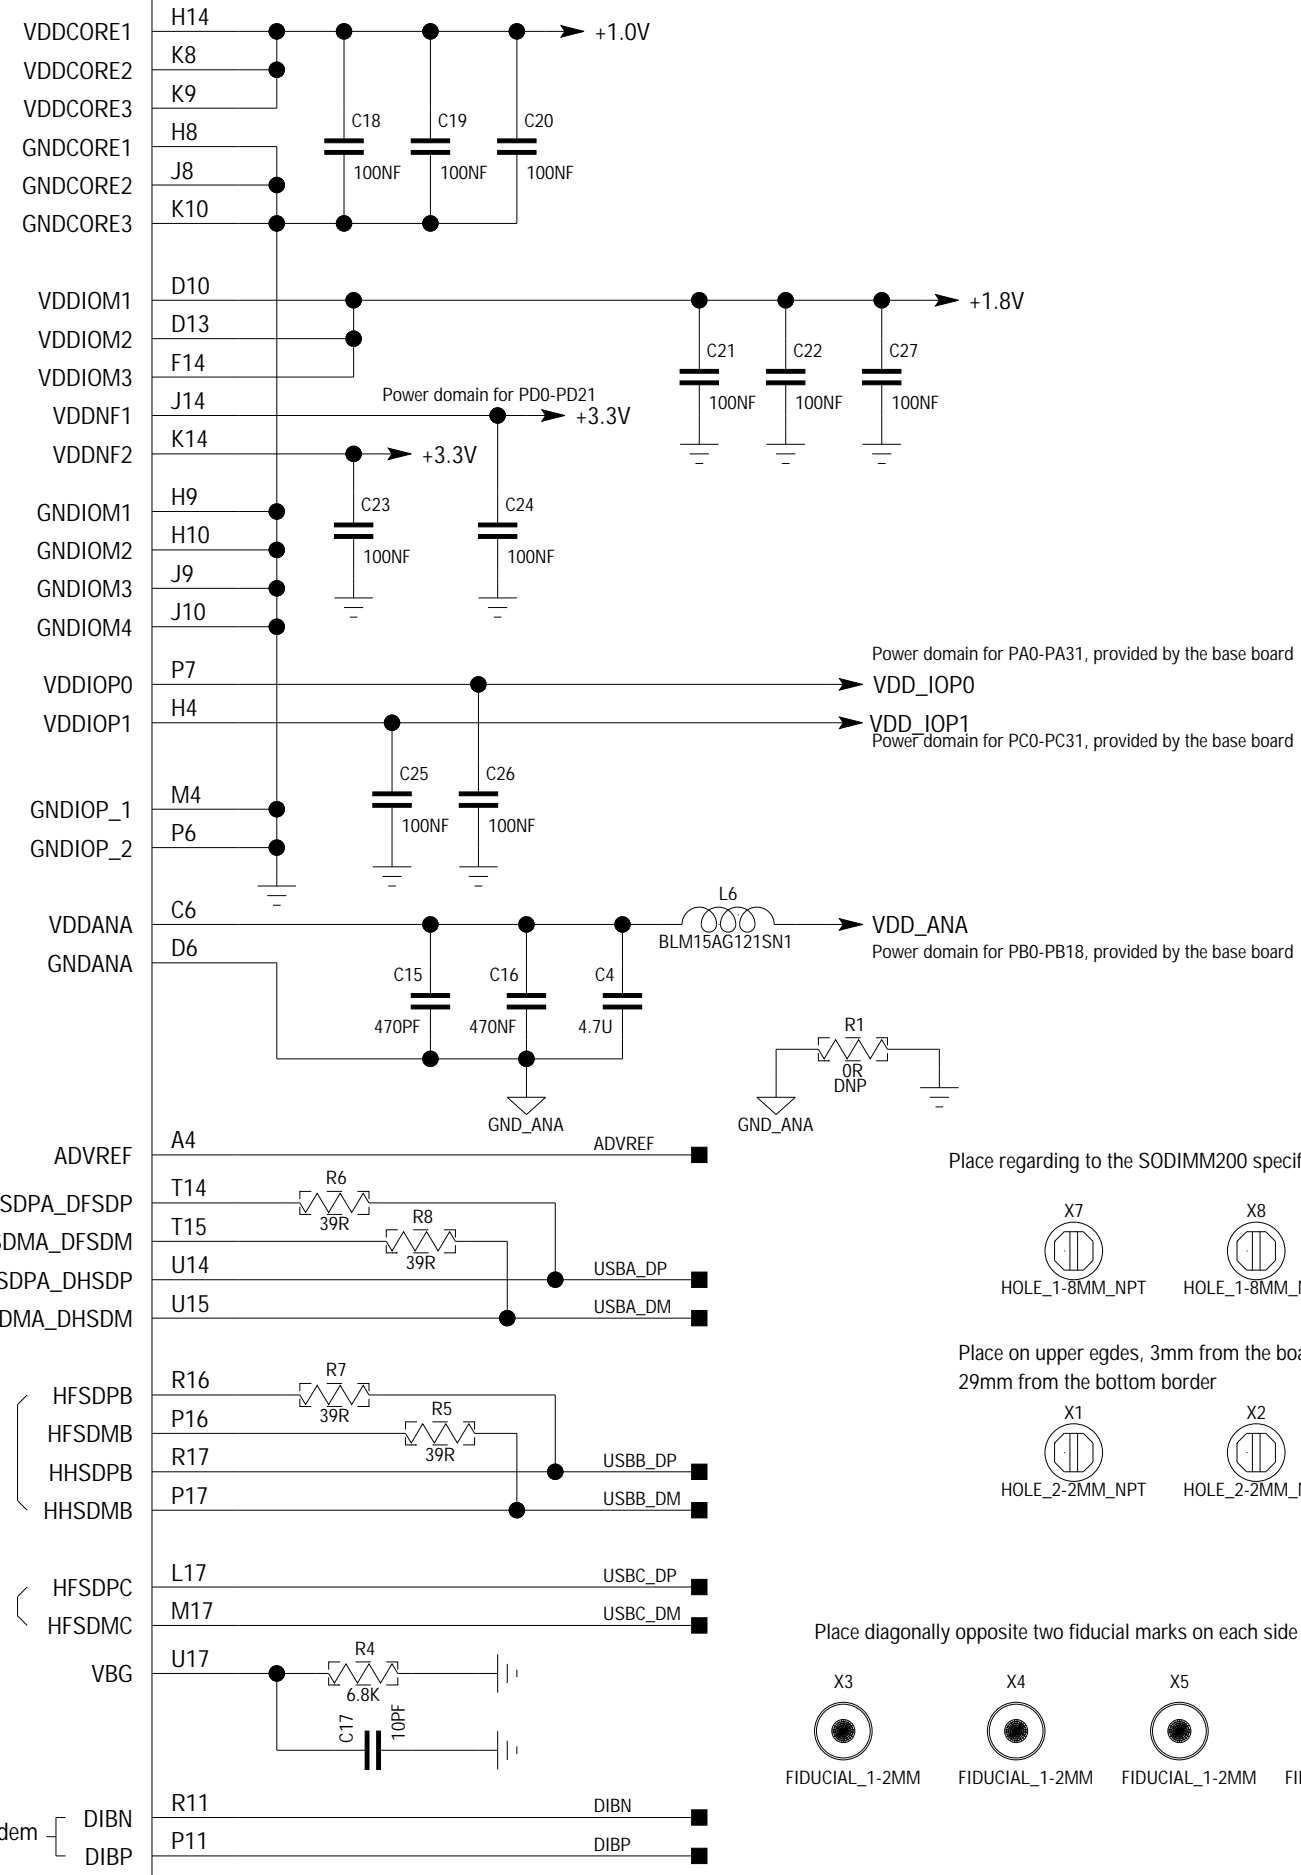 VDDCORE1 H14 +1.0V
VDDCORE2 K8
VDDCORE3 K9
GNDCORE1 H8 C18 C19 C20
GNDCORE2 J8 100NF 100NF 100NF
GNDCORE3 K10
VDDIOM1 D10 +1.8V
VDDIOM2 D13
VDDIOM3 F14 C21 C22 C27
Power domain for PD0-PD21
VDDNF1 J14 +3.3V 100NF 100NF 100NF
VDDNF2 K14 +3.3V
GNDIOM1 H9 C23 C24
GNDIOM2 H10 100NF 100NF
GNDIOM3 J9
GNDIOM4 J10
Power domain for PA0-PA31, provided by the base board
VDDIOP0 P7 VDD_IOP0
VDDIOP1 H4 VDD_IOP1
Power domain for PC0-PC31, provided by the base board
C25 C26
GNDIOP_1 M4 100NF 100NF
GNDIOP_2 P6
L6
VDDANA C6 VDD_ANA
BLM15AG121SN1
Power domain for PB0-PB18, provided by the base board
GNDANA D6
C15 C16 C4
470PF 470NF 4.7U
R1
0R
DNP
GND_ANA GND_ANA
ADVREF A4 ADVREF
Place regarding to the SODIMM200 specif
SDPA_DFSDP T14 R6 39R
DMA_DFSDM T15 R8 39R
SDPA_DHSDP U14 USBA_DP
DMA_DHSDM U15 USBA_DM
X7 X8
HOLE_1-8MM_NPT HOLE_1-8MM_N
Place on upper egdes, 3mm from the boa
29mm from the bottom border
HFSDPB R16 R7 39R
HFSDMB P16 R5 39R
HHSDPB R17 USBB_DP
HHSDMB P17 USBB_DM
X1 X2
HOLE_2-2MM_NPT HOLE_2-2MM_N
HFSDPC L17 USBC_DP
HFSDMC M17 USBC_DM
Place diagonally opposite two fiducial marks on each side
VBG U17 R4 6.8K
C17 10PF
X3 X4 X5
FIDUCIAL_1-2MM FIDUCIAL_1-2MM FIDUCIAL_1-2MM FI
dem
DIBN R11 DIBN
DIBP P11 DIBP